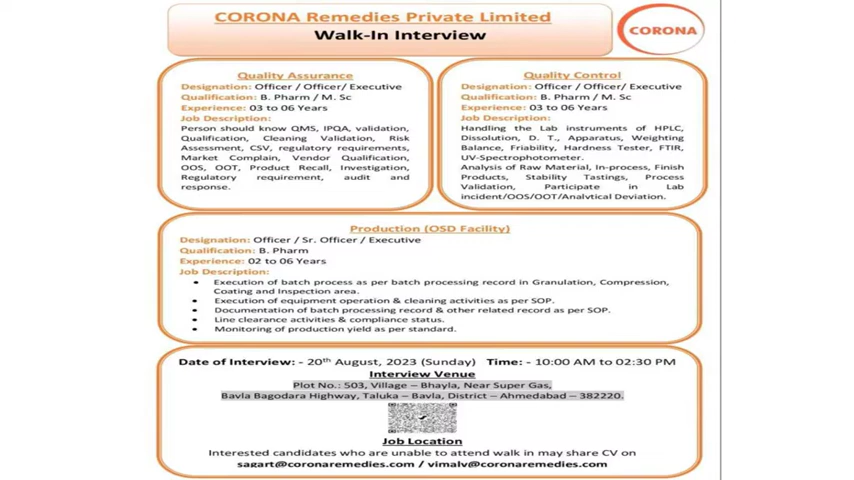 CORONA Remedies Private Limited
Walk-In Interview
CORONA
Quality Assurance
Designation: Officer / Officer/ Executive
Qualification: B. Pharm / M. Sc
Experience: 03 to 06 Years
Job Description:
Person should know QMS, IPQA, validation,
Qualification, Cleaning Validation, Risk
Assessment, CSV, regulatory requirements,
Market Complain, Vendor Qualification,
OOS, OOT, Product Recall, Investigation,
Regulatory requirement, audit and
response.
Quality Control
Designation: Officer / Officer/ Executive
Qualification: B. Pharm / M. Sc
Experience: 03 to 06 Years
Job Description:
Handling the Lab instruments of HPLC,
Dissolution, D. T., Apparatus, Weighting
Balance, Friability, Hardness Tester, FTIR,
UV-Spectrophotometer.
Analysis of Raw Material, In-process, Finish
Products, Stability Tastings, Process
Validation, Participate in Lab
incident/OOS/OOT/Analytical Deviation.
Production (OSD Facility)
Designation: Officer / Sr. Officer / Executive
Qualification: B. Pharm
Experience: 02 to 06 Years
Job Description:
• Execution of batch process as per batch processing record in Granulation, Compression,
Coating and Inspection area.
• Execution of equipment operation & cleaning activities as per SOP.
• Documentation of batch processing record & other related record as per SOP.
• Line clearance activities & compliance status.
• Monitoring of production yield as per standard.
Date of Interview: - 20th August, 2023 (Sunday) Time: - 10:00 AM to 02:30 PM
Interview Venue
Plot No.: 503, Village – Bhayla, Near Super Gas,
Bavla Bagodara Highway, Taluka – Bavla, District – Ahmedabad – 382220.
Job Location
Interested candidates who are unable to attend walk in may share CV on
sagart@coronaremedies.com / vimalv@coronaremedies.com